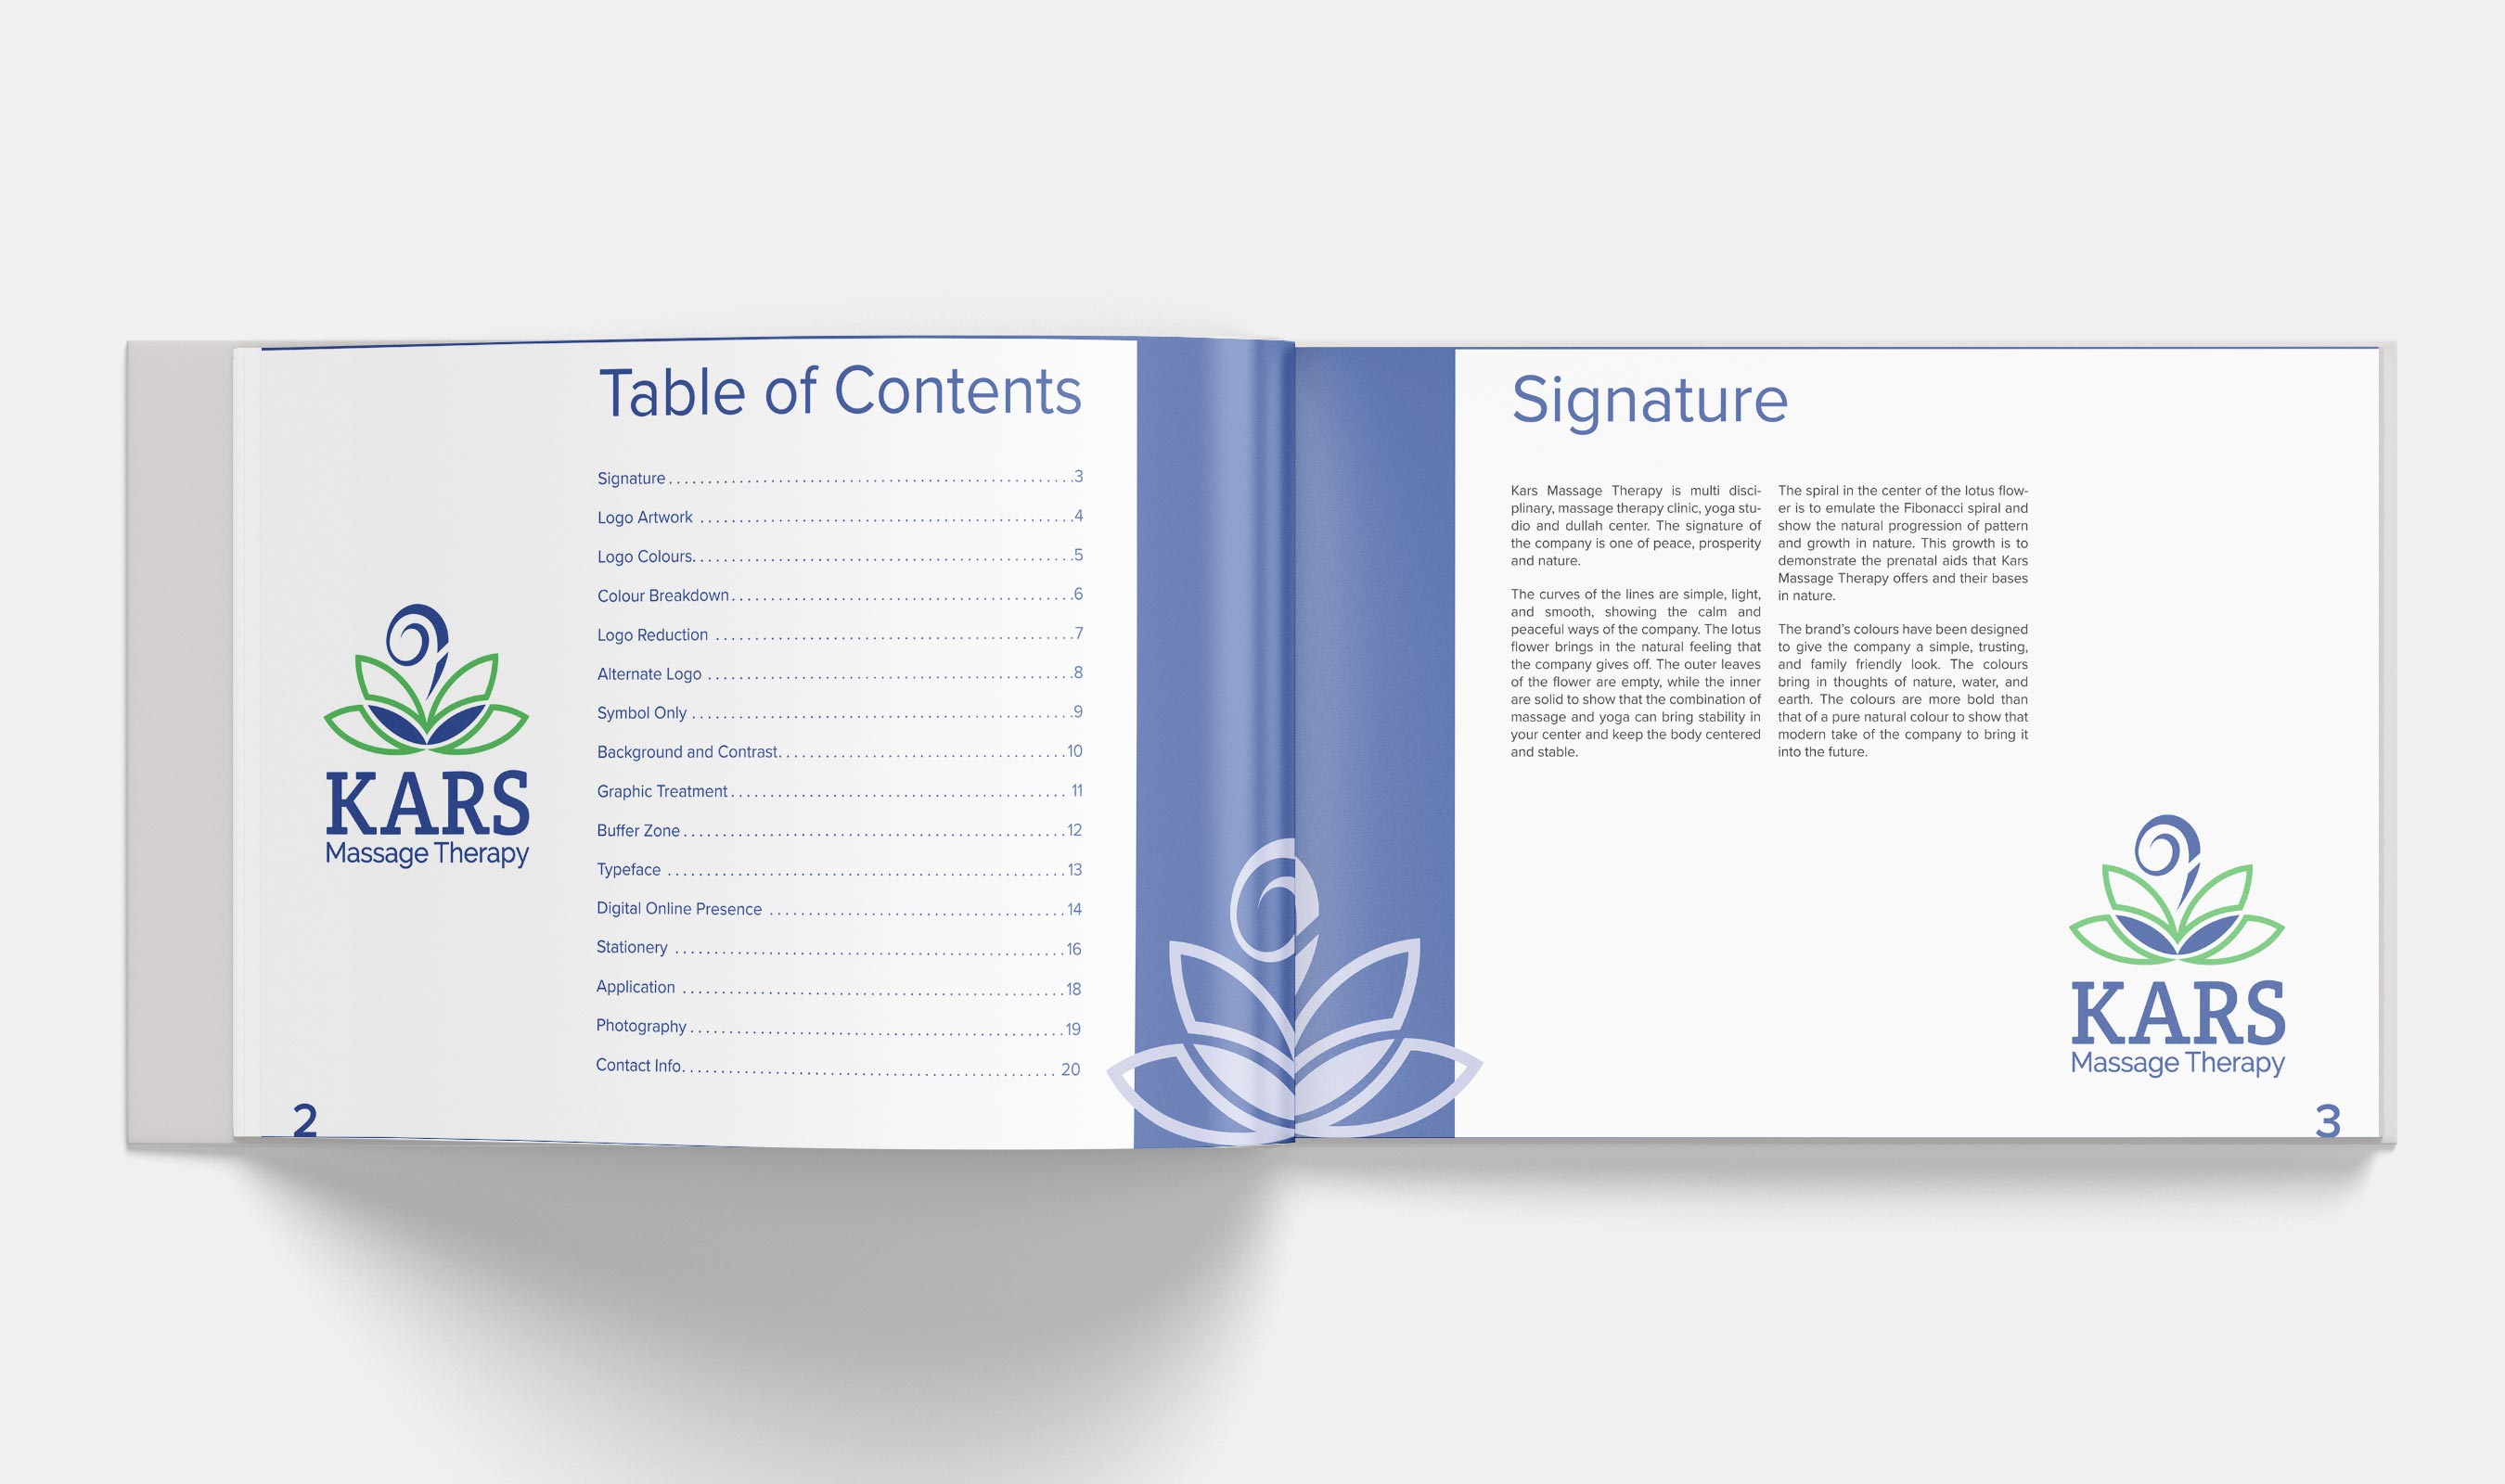 Table of Contents
Signature...........................................3
Logo Artwork ...........................................4
Logo Colours...........................................5
Colour Breakdown...........................................6
Logo Reduction ...........................................7
Alternate Logo ...........................................8
Symbol Only ...........................................9
Background and Contrast...........................................10
Graphic Treatment........................................... 11
Buffer Zone...........................................12
Typeface ...........................................13
Digital Online Presence ...........................................14
Stationery ...........................................16
Application ...........................................18
Photography...........................................19
Contact Info........................................... 20
KARS
Massage Therapy
2
Signature
Kars Massage Therapy is multi disci-
plinary, massage therapy clinic, yoga stu-
dio and dullah center. The signature of
the company is one of peace, prosperity
and nature.
The curves of the lines are simple, light,
and smooth, showing the calm and
peaceful ways of the company. The lotus
flower brings in the natural feeling that
the company gives off. The outer leaves
of the flower are empty, while the inner
are solid to show that the combination of
massage and yoga can bring stability in
your center and keep the body centered
and stable.
The spiral in the center of the lotus flow-
er is to emulate the Fibonacci spiral and
show the natural progression of pattern
and growth in nature. This growth is to
demonstrate the prenatal aids that Kars
Massage Therapy offers and their bases
in nature.
The brand's colours have been designed
to give the company a simple, trusting,
and family friendly look. The colours
bring in thoughts of nature, water, and
earth. The colours are more bold than
that of a pure natural colour to show that
modern take of the company to bring it
into the future.
KARS
Massage Therapy
3